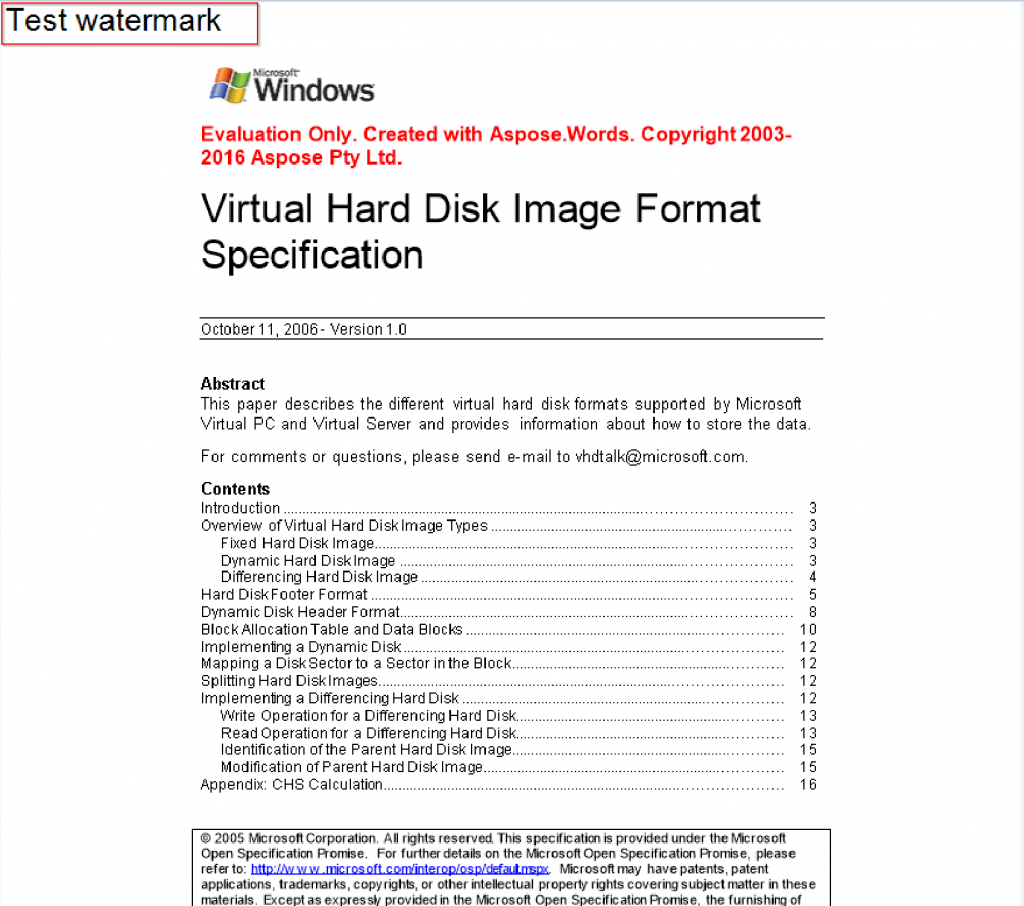 Test watermark
Microsoft
Windows
Evaluation Only. Created with Aspose.Words. Copyright 2003-
2016 Aspose Pty Ltd.
Virtual Hard Disk Image Format
Specification
October 11, 2006 - Version 1.0
Abstract
This paper describes the different virtual hard disk formats supported by Microsoft
Virtual PC and Virtual Server and provides information about how to store the data.
For comments or questions, please send e-mail to vhdtalk@microsoft.com.
Contents
Introduction ........ 3
Overview of Virtual Hard Disk Image Types ........ 3
Fixed Hard Disk Image ........ 3
Dynamic Hard Disk Image ........ 3
Differencing Hard Disk Image ........ 4
Hard Disk Footer Format ........ 5
Dynamic Disk Header Format ........ 8
Block Allocation Table and Data Blocks ........ 10
Implementing a Dynamic Disk ........ 12
Mapping a Disk Sector to a Sector in the Block ........ 12
Splitting Hard Disk Images ........ 12
Implementing a Differencing Hard Disk ........ 12
Write Operation for a Differencing Hard Disk ........ 13
Read Operation for a Differencing Hard Disk ........ 13
Identification of the Parent Hard Disk Image ........ 15
Modification of Parent Hard Disk Image ........ 15
Appendix: CHS Calculation ........ 16
© 2005 Microsoft Corporation. All rights reserved. This specification is provided under the Microsoft
Open Specification Promise. For further details on the Microsoft Open Specification Promise, please
refer to: http://www.microsoft.com/interop/osp/default.mspx. Microsoft may have patents, patent
applications, trademarks, copyrights, or other intellectual property rights covering subject matter in these
materials. Except as expressly provided in the Microsoft Open Specification Promise, the furnishing of